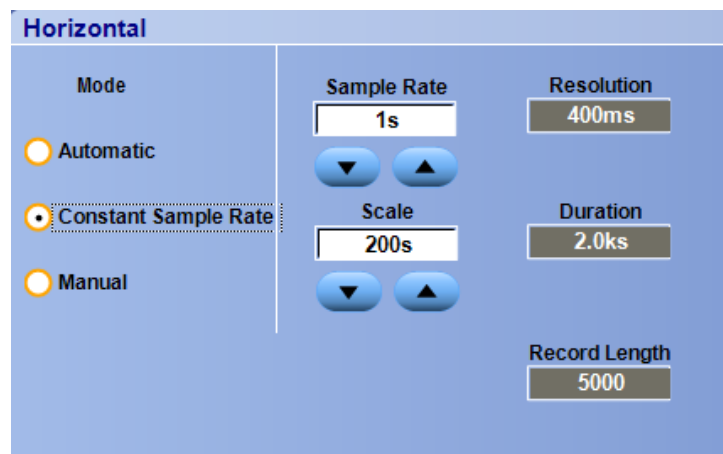 Horizontal
Mode
Automatic
Constant Sample Rate
Manual
Sample Rate
1s
Scale
200s
Resolution
400ms
Duration
2.0ks
Record Length
5000